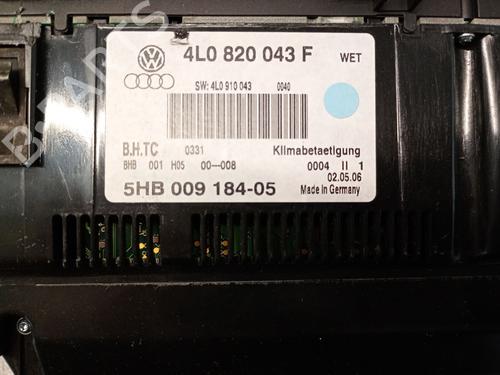 4L0 820 043 F WET
SW: 4L0 910 043 0040
B.H.TC 0331 Klimabetaetigung
BHB 001 H05 00—008 0004 II 1
02.05.06
5HB 009 184-05 Made in Germany
B-PARTS